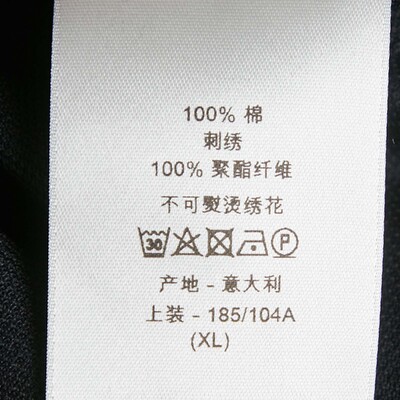 100% 棉
刺绣
100% 聚酯纤维
不可熨烫绣花
30 P
产地 - 意大利
上装 - 185/104A
(XL)